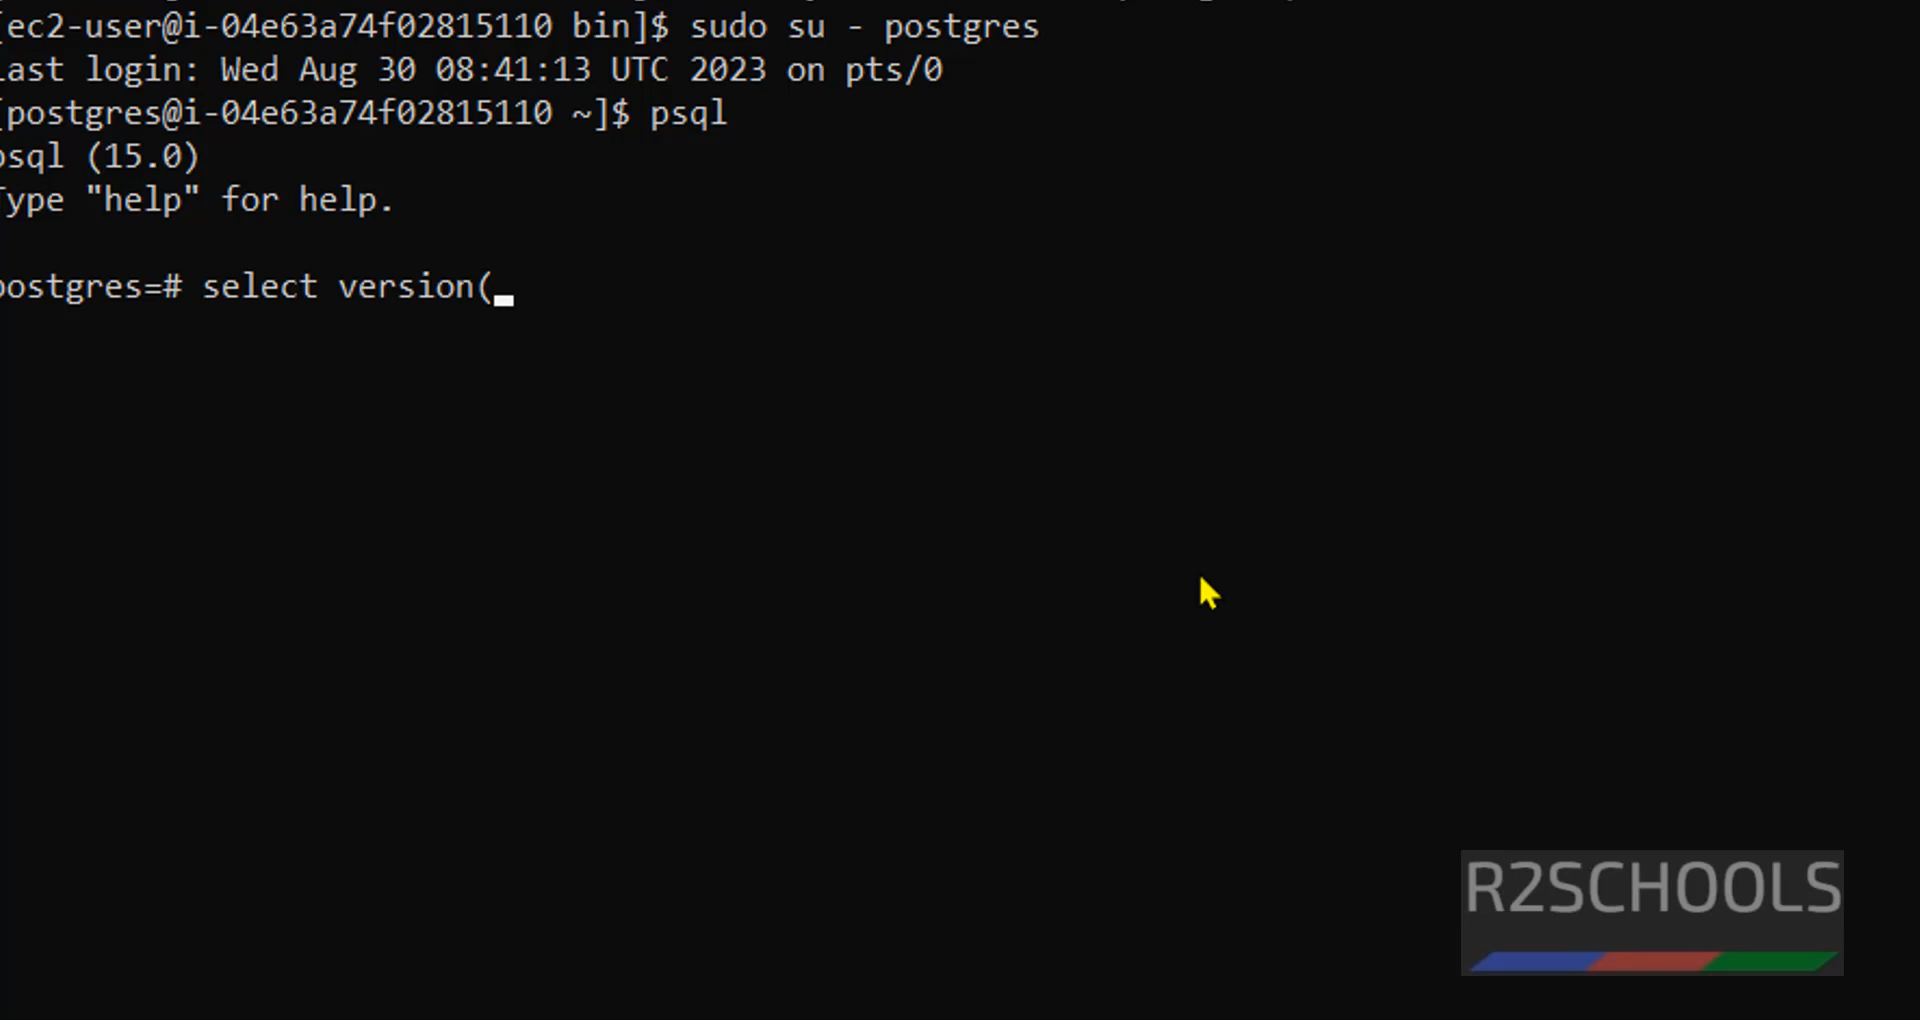 [ec2-user@i-04e63a74f02815110 bin]$ sudo su - postgres
ast login: Wed Aug 30 08:41:13 UTC 2023 on pts/0
[postgres@i-04e63a74f02815110 ~]$ psql
psql (15.0)
Type "help" for help.
postgres=# select version(
R2SCHOOLS